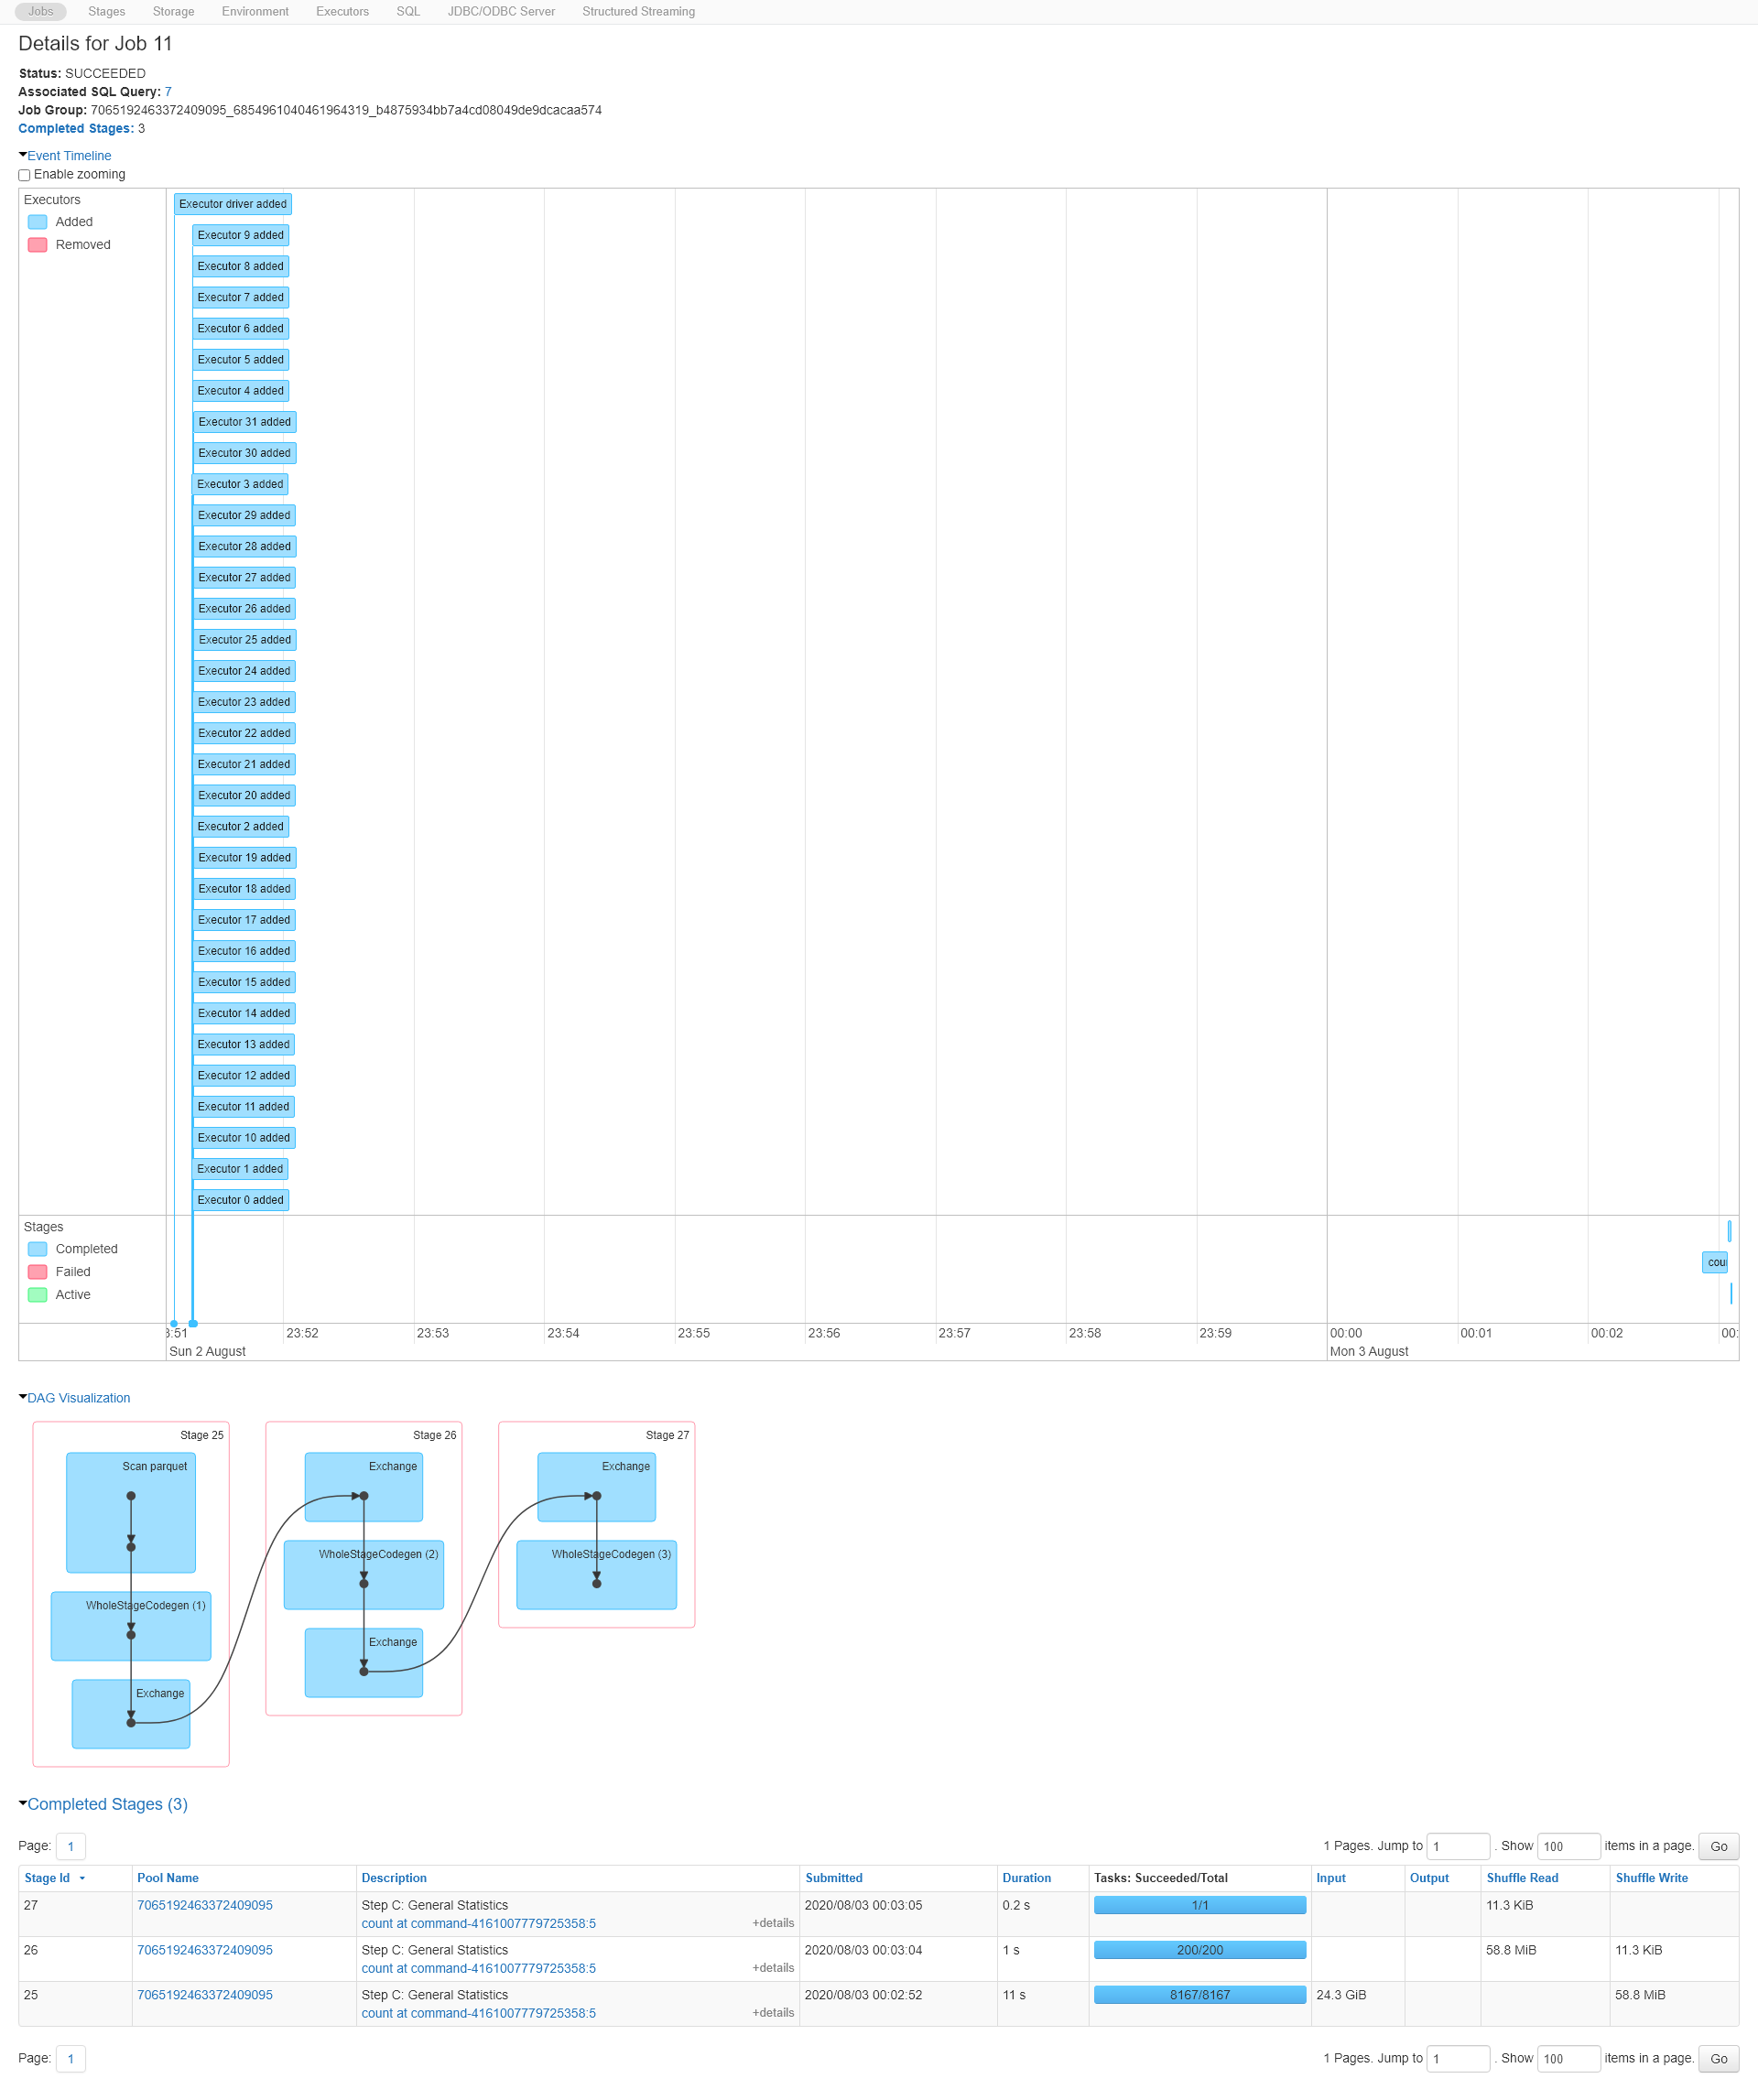 Jobs Stages Storage Environment Executors SQL JDBC/ODBC Server Structured Streaming
Details for Job 11
Status: SUCCEEDED
Associated SQL Query: 7
Job Group: 7065192463372409095_6854961040461964319_b4875934bb7a4cd08049de9dcacaa574
Completed Stages: 3
Event Timeline
Enable zooming
Executors
Added
Removed
Executor driver added
Executor 9 added
Executor 8 added
Executor 7 added
Executor 6 added
Executor 5 added
Executor 4 added
Executor 31 added
Executor 30 added
Executor 3 added
Executor 29 added
Executor 28 added
Executor 27 added
Executor 26 added
Executor 25 added
Executor 24 added
Executor 23 added
Executor 22 added
Executor 21 added
Executor 20 added
Executor 2 added
Executor 19 added
Executor 18 added
Executor 17 added
Executor 16 added
Executor 15 added
Executor 14 added
Executor 13 added
Executor 12 added
Executor 11 added
Executor 10 added
Executor 1 added
Executor 0 added
Stages
Completed
Failed
Active
cou
3:51 23:52 23:53 23:54 23:55 23:56 23:57 23:58 23:59 00:00 00:01 00:02 00:
Sun 2 August Mon 3 August
DAG Visualization
Stage 25
Scan parquet
WholeStageCodegen (1)
Exchange
Stage 26
Exchange
WholeStageCodegen (2)
Exchange
Stage 27
Exchange
WholeStageCodegen (3)
Completed Stages (3)
Page: 1 1 Pages. Jump to 1 . Show 100 items in a page. Go
Stage Id Pool Name Description Submitted Duration Tasks: Succeeded/Total Input Output Shuffle Read Shuffle Write
27 7065192463372409095 Step C: General Statistics 2020/08/03 00:03:05 0.2 s 1/1 11.3 KiB
count at command-4161007779725358:5 +details
26 7065192463372409095 Step C: General Statistics 2020/08/03 00:03:04 1 s 200/200 58.8 MiB 11.3 KiB
count at command-4161007779725358:5 +details
25 7065192463372409095 Step C: General Statistics 2020/08/03 00:02:52 11 s 8167/8167 24.3 GiB 58.8 MiB
count at command-4161007779725358:5 +details
Page: 1 1 Pages. Jump to 1 . Show 100 items in a page. Go